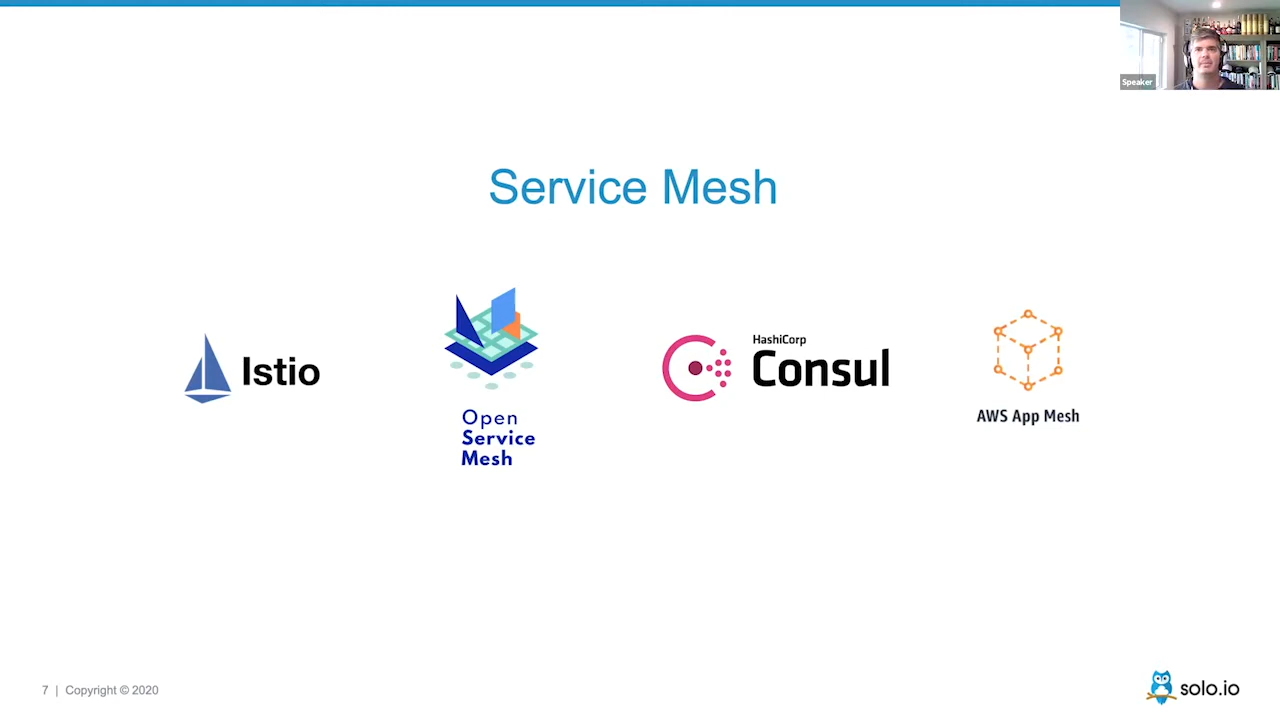 Speaker
Service Mesh
Istio
Open
Service
Mesh
HashiCorp
Consul
AWS App Mesh
7 | Copyright © 2020
solo.io